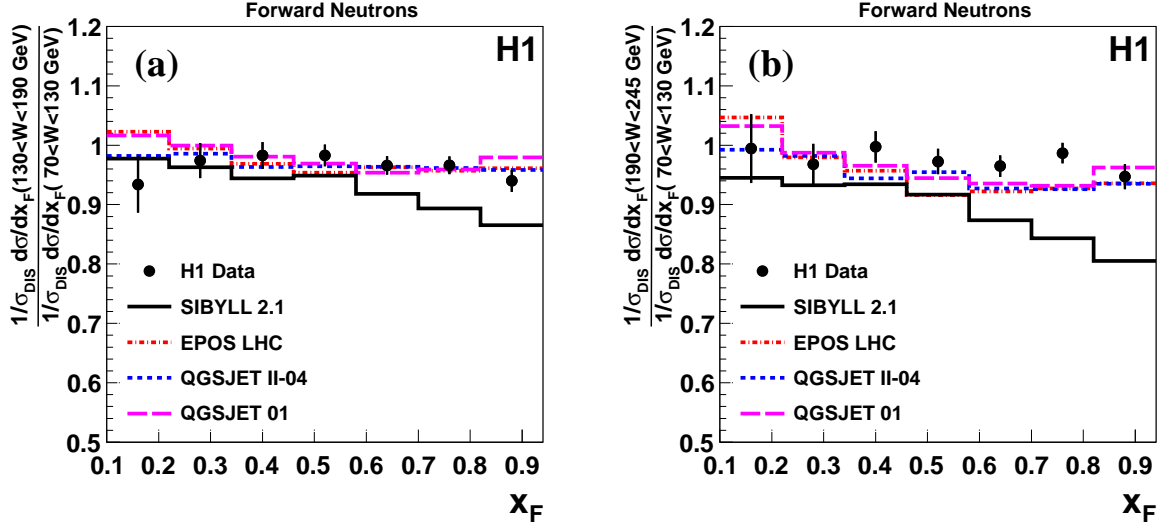 Forward Neutrons
H1
(a)
1/σDIS dσ/dxF(130<W<190 GeV)
1/σDIS dσ/dxF( 70<W<130 GeV)
1.2
1.1
1
0.9
0.8
0.7
0.6
0.5
H1 Data
SIBYLL 2.1
EPOS LHC
QGSJET II-04
QGSJET 01
0.1 0.2 0.3 0.4 0.5 0.6 0.7 0.8 0.9
xF
Forward Neutrons
H1
(b)
1/σDIS dσ/dxF(190<W<245 GeV)
1/σDIS dσ/dxF( 70<W<130 GeV)
1.2
1.1
1
0.9
0.8
0.7
0.6
0.5
H1 Data
SIBYLL 2.1
EPOS LHC
QGSJET II-04
QGSJET 01
0.1 0.2 0.3 0.4 0.5 0.6 0.7 0.8 0.9
xF